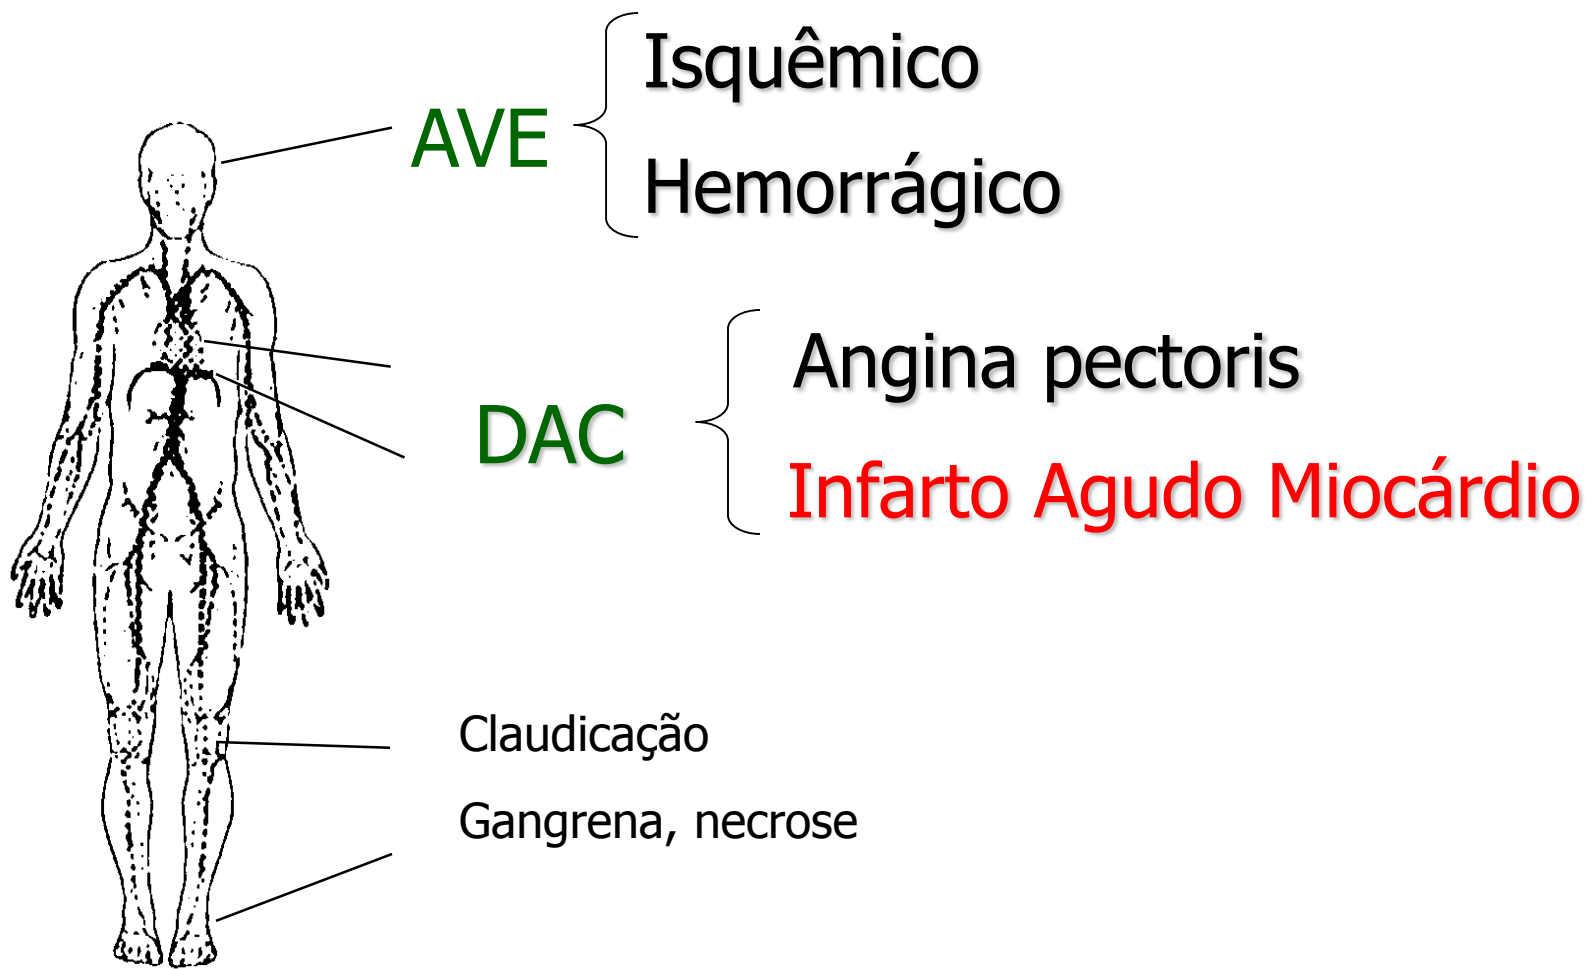 Isquêmico
AVE
Hemorrágico
Angina pectoris
DAC
Infarto Agudo Miocárdio
Claudicação
Gangrena, necrose